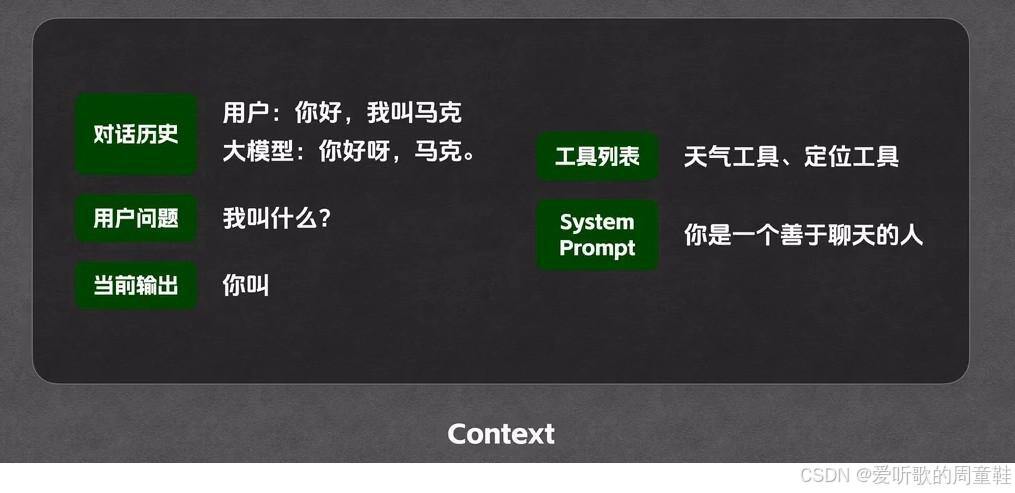 对话历史
用户：你好，我叫马克
大模型：你好呀，马克。
用户问题
我叫什么？
当前输出
你叫
工具列表
天气工具、定位工具
System
Prompt
你是一个善于聊天的人
Context
CSDN @爱听歌的周童鞋